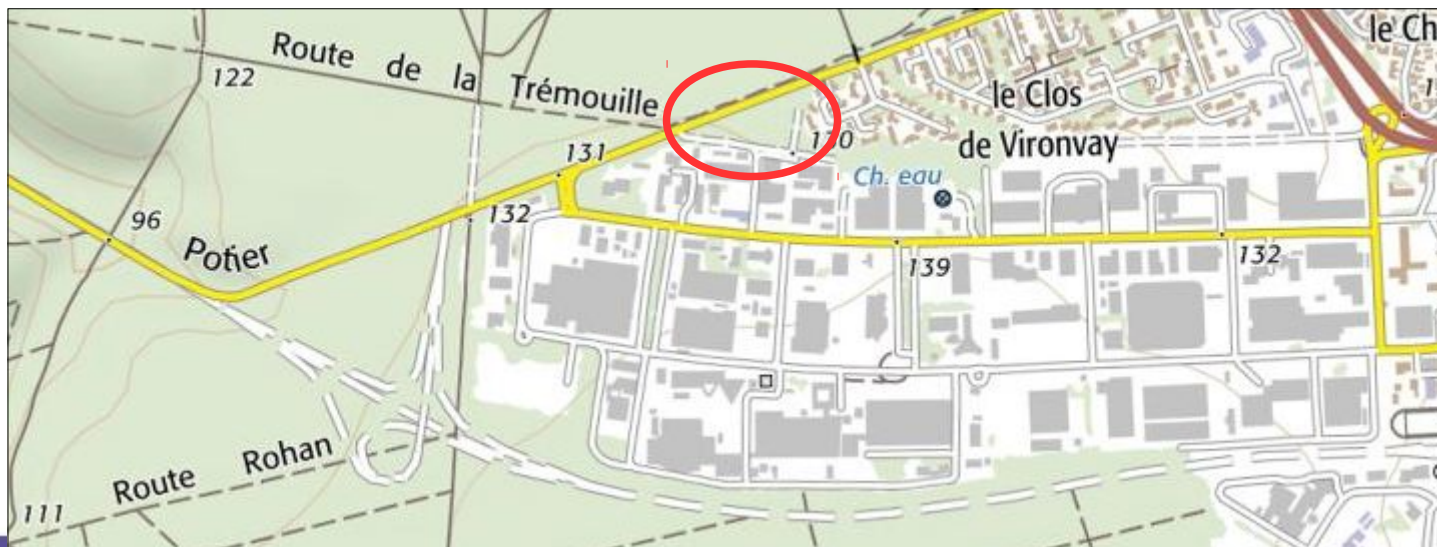 Route de la Trémouille
122
le Ch
le Clos
de Vironvay
130
131
Ch. eau
96
132
Potier
139
132
Route Rohan
111